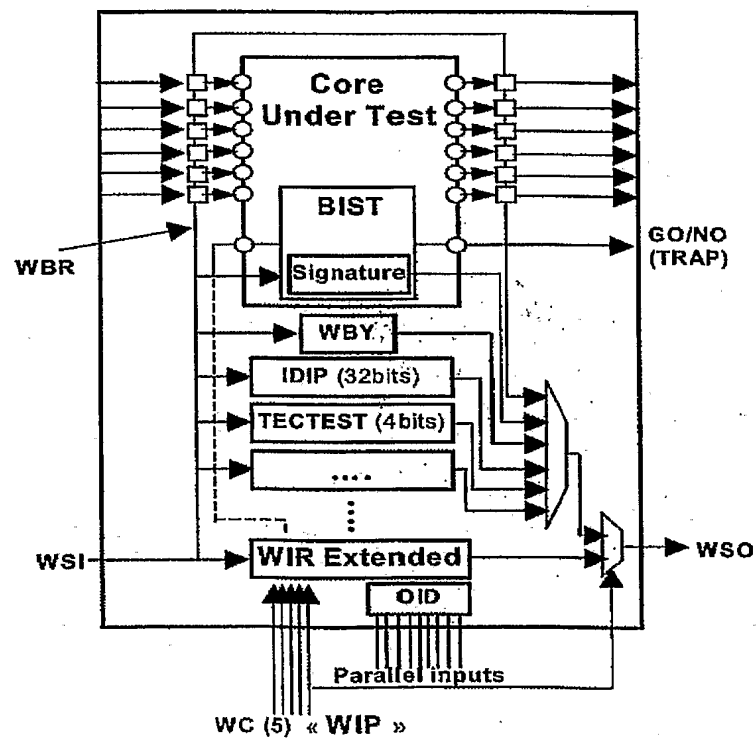 Core
Under Test
BIST
Signature
GO/NO
(TRAP)
WBR
WBY
IDIP (32bits)
TECTEST (4bits)
....
WSI
WIR Extended
WSO
OID
Parallel inputs
WC (5) « WIP »